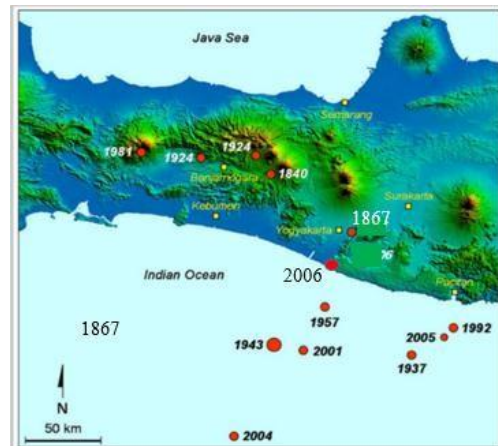 Java Sea
Semarang
1981
1924
1924
Banjarnegara
1840
Kebumen
Surakarta
1867
Yogyakarta
Indian Ocean
2006
Pacitan
1957
1867
1992
2005
1943
2001
1937
N
50 km
2004